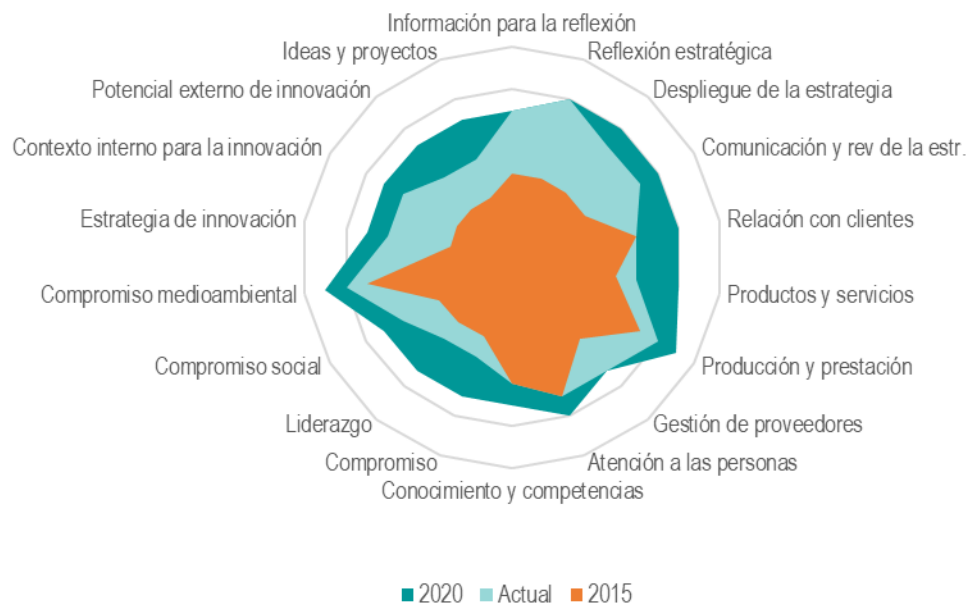 Información para la reflexión
Ideas y proyectos
Reflexión estratégica
Potencial externo de innovación
Despliegue de la estrategia
Contexto interno para la innovación
Comunicación y rev de la estr.
Estrategia de innovación
Relación con clientes
Compromiso medioambiental
Productos y servicios
Compromiso social
Producción y prestación
Liderazgo
Gestión de proveedores
Compromiso
Atención a las personas
Conocimiento y competencias
2020 Actual 2015